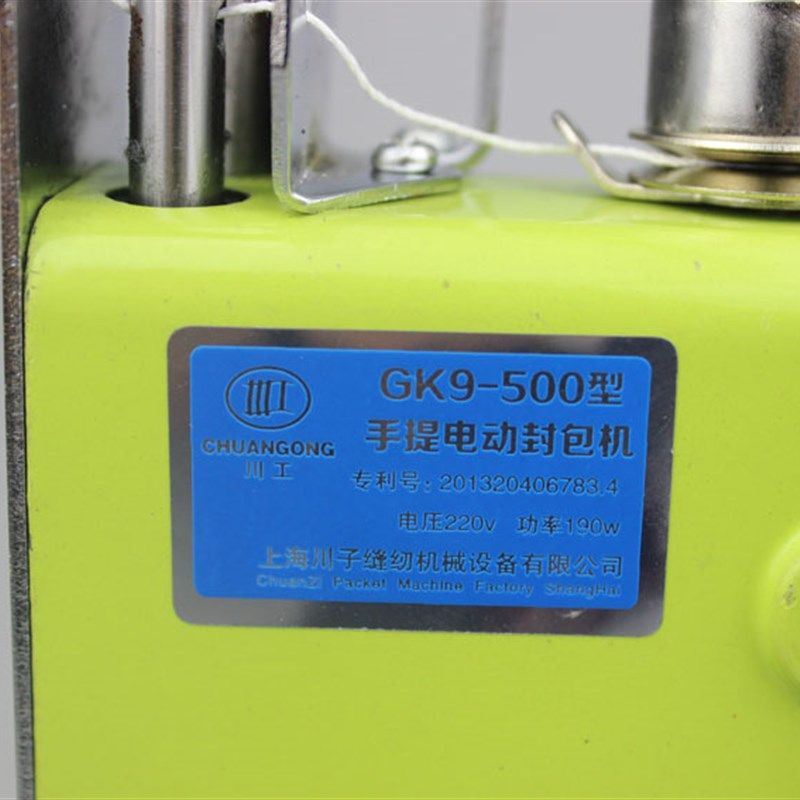 GK9-500型
手提电动封包机
CHUANGONG
川工
专利号：201320406783.4
电压220v 功率190w
上海川子缝纫机械设备有限公司
ChuanZi Packet Machine Factory ShangHai